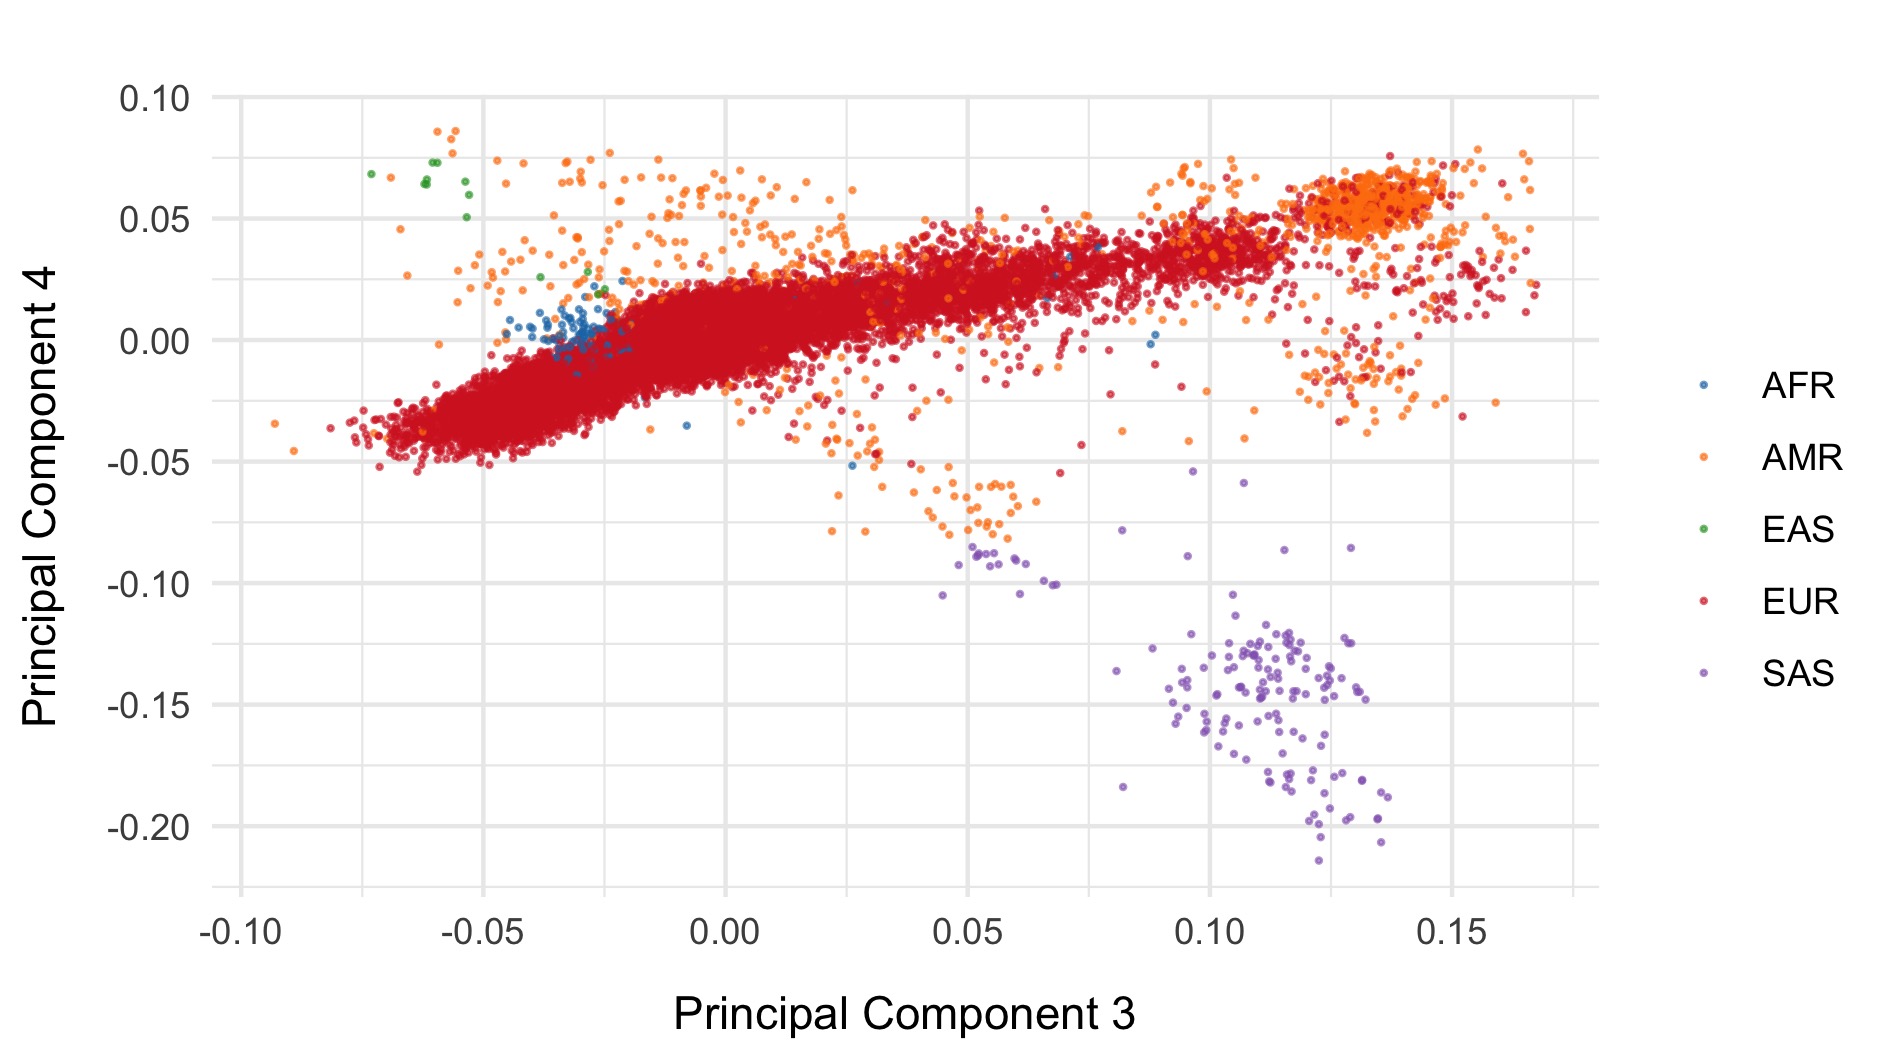 Principal Component 4
0.10
0.05
0.00
-0.05
-0.10
-0.15
-0.20
-0.10 -0.05 0.00 0.05 0.10 0.15
Principal Component 3
AFR
AMR
EAS
EUR
SAS